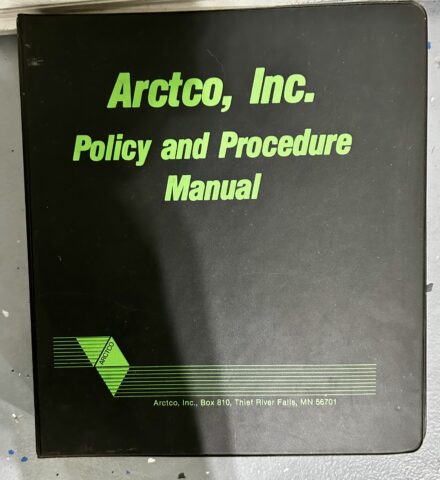 Arctco, Inc.
Policy and Procedure
Manual
ARCTCO
Arctco, Inc., Box 810, Thief River Falls, MN 56701